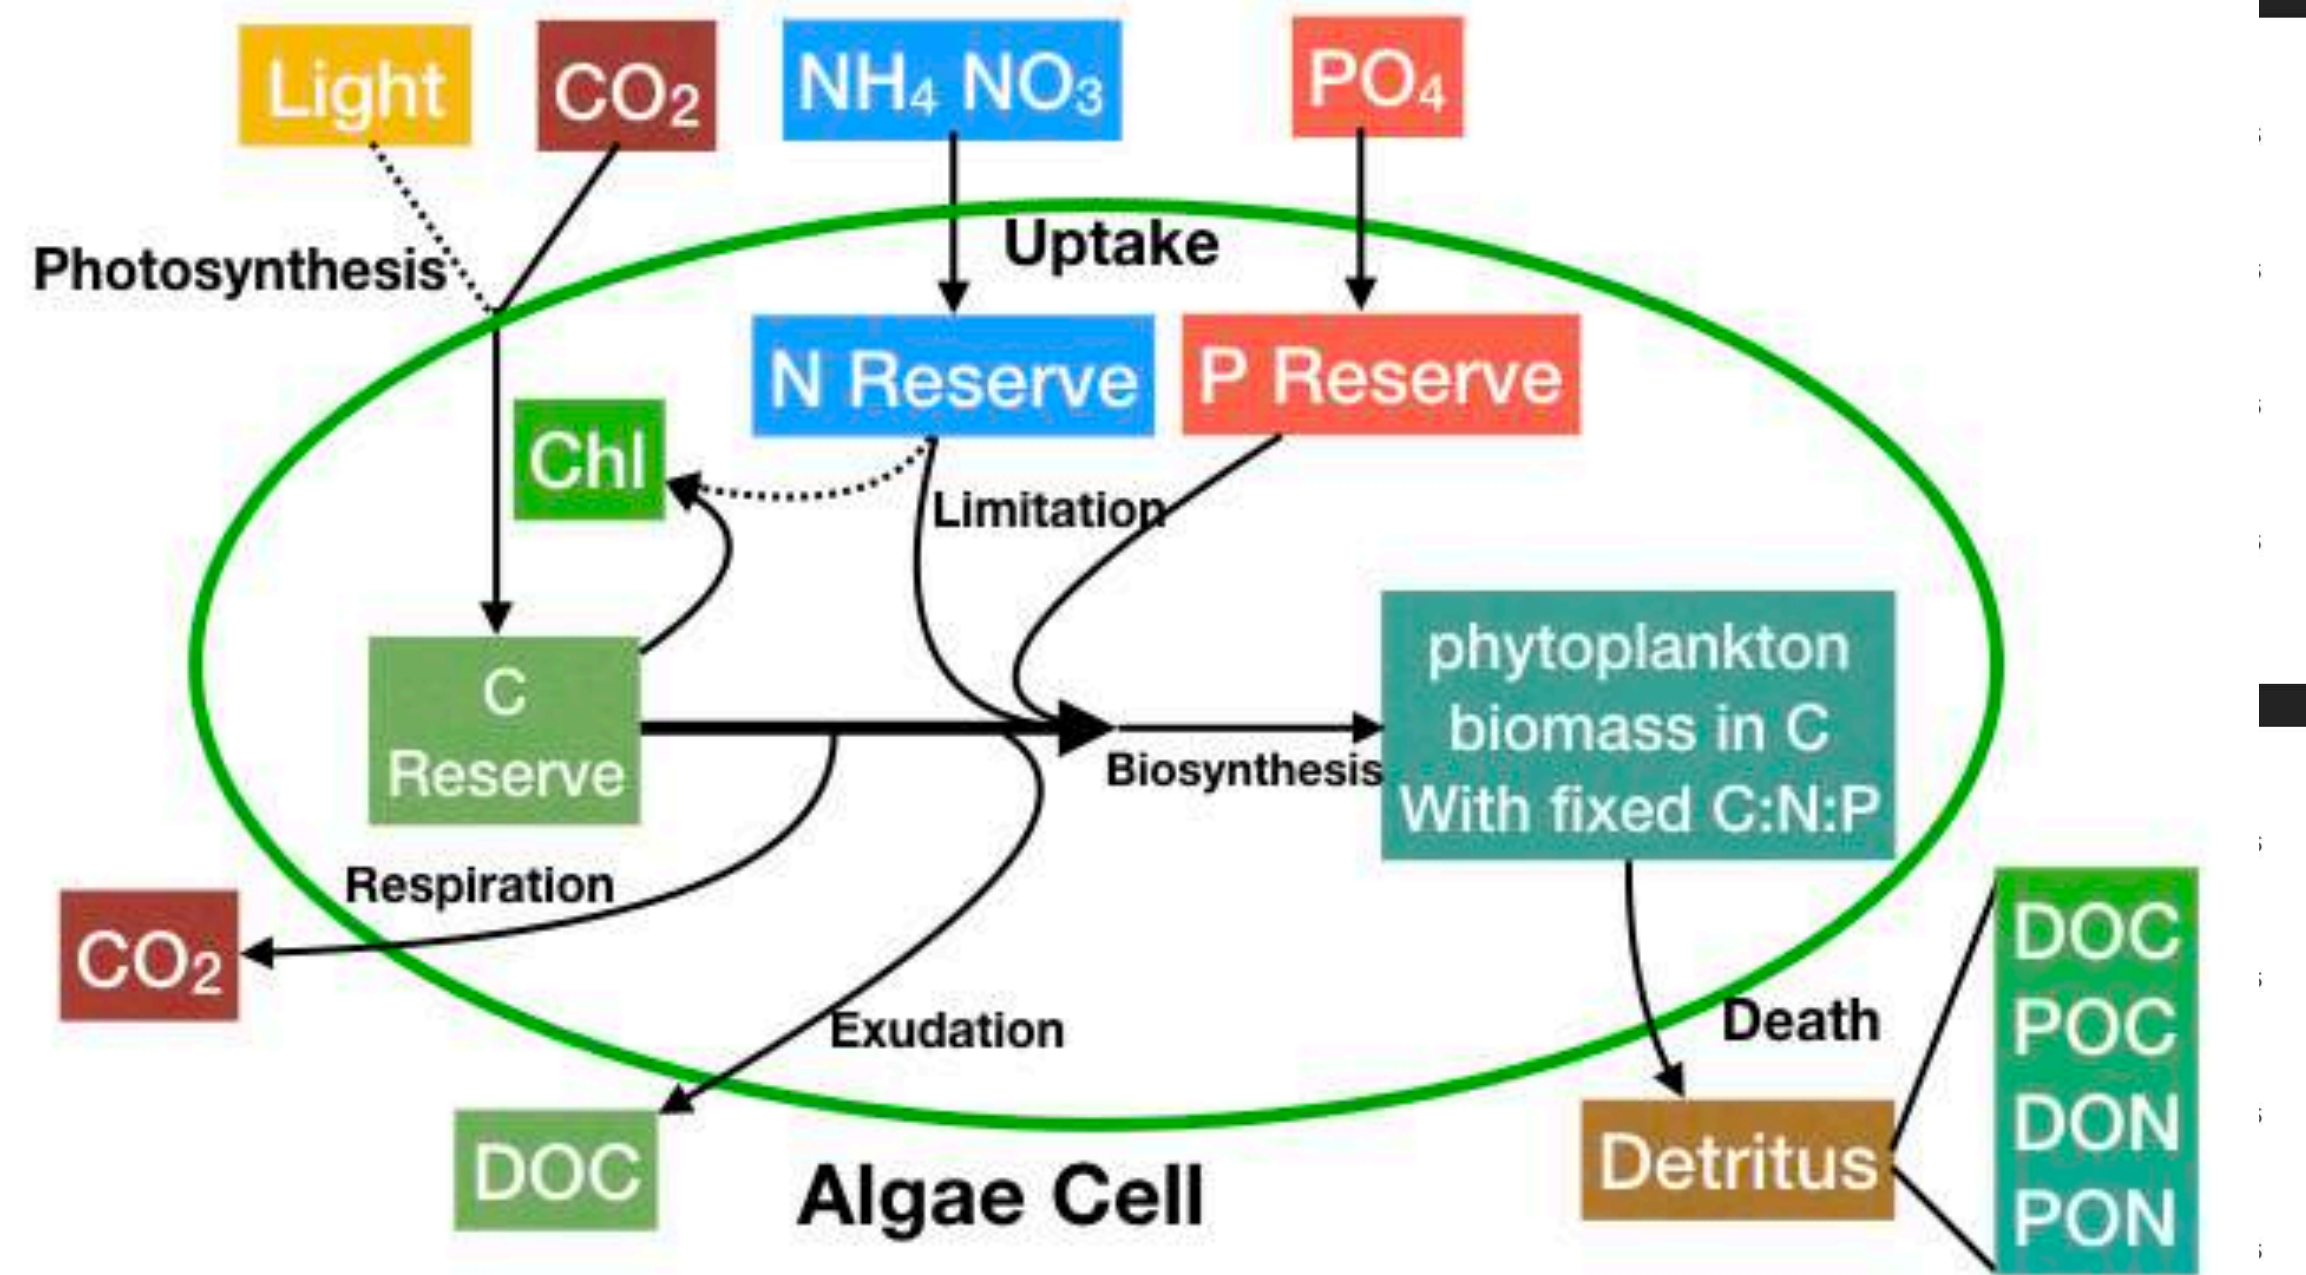 Light
CO₂
NH₄ NO₃
PO₄
Photosynthesis
Uptake
N Reserve
P Reserve
Chl
Limitation
C
Reserve
phytoplankton
biomass in C
With fixed C:N:P
Biosynthesis
Respiration
CO₂
Exudation
Death
DOC
Algae Cell
Detritus
DOC
POC
DON
PON